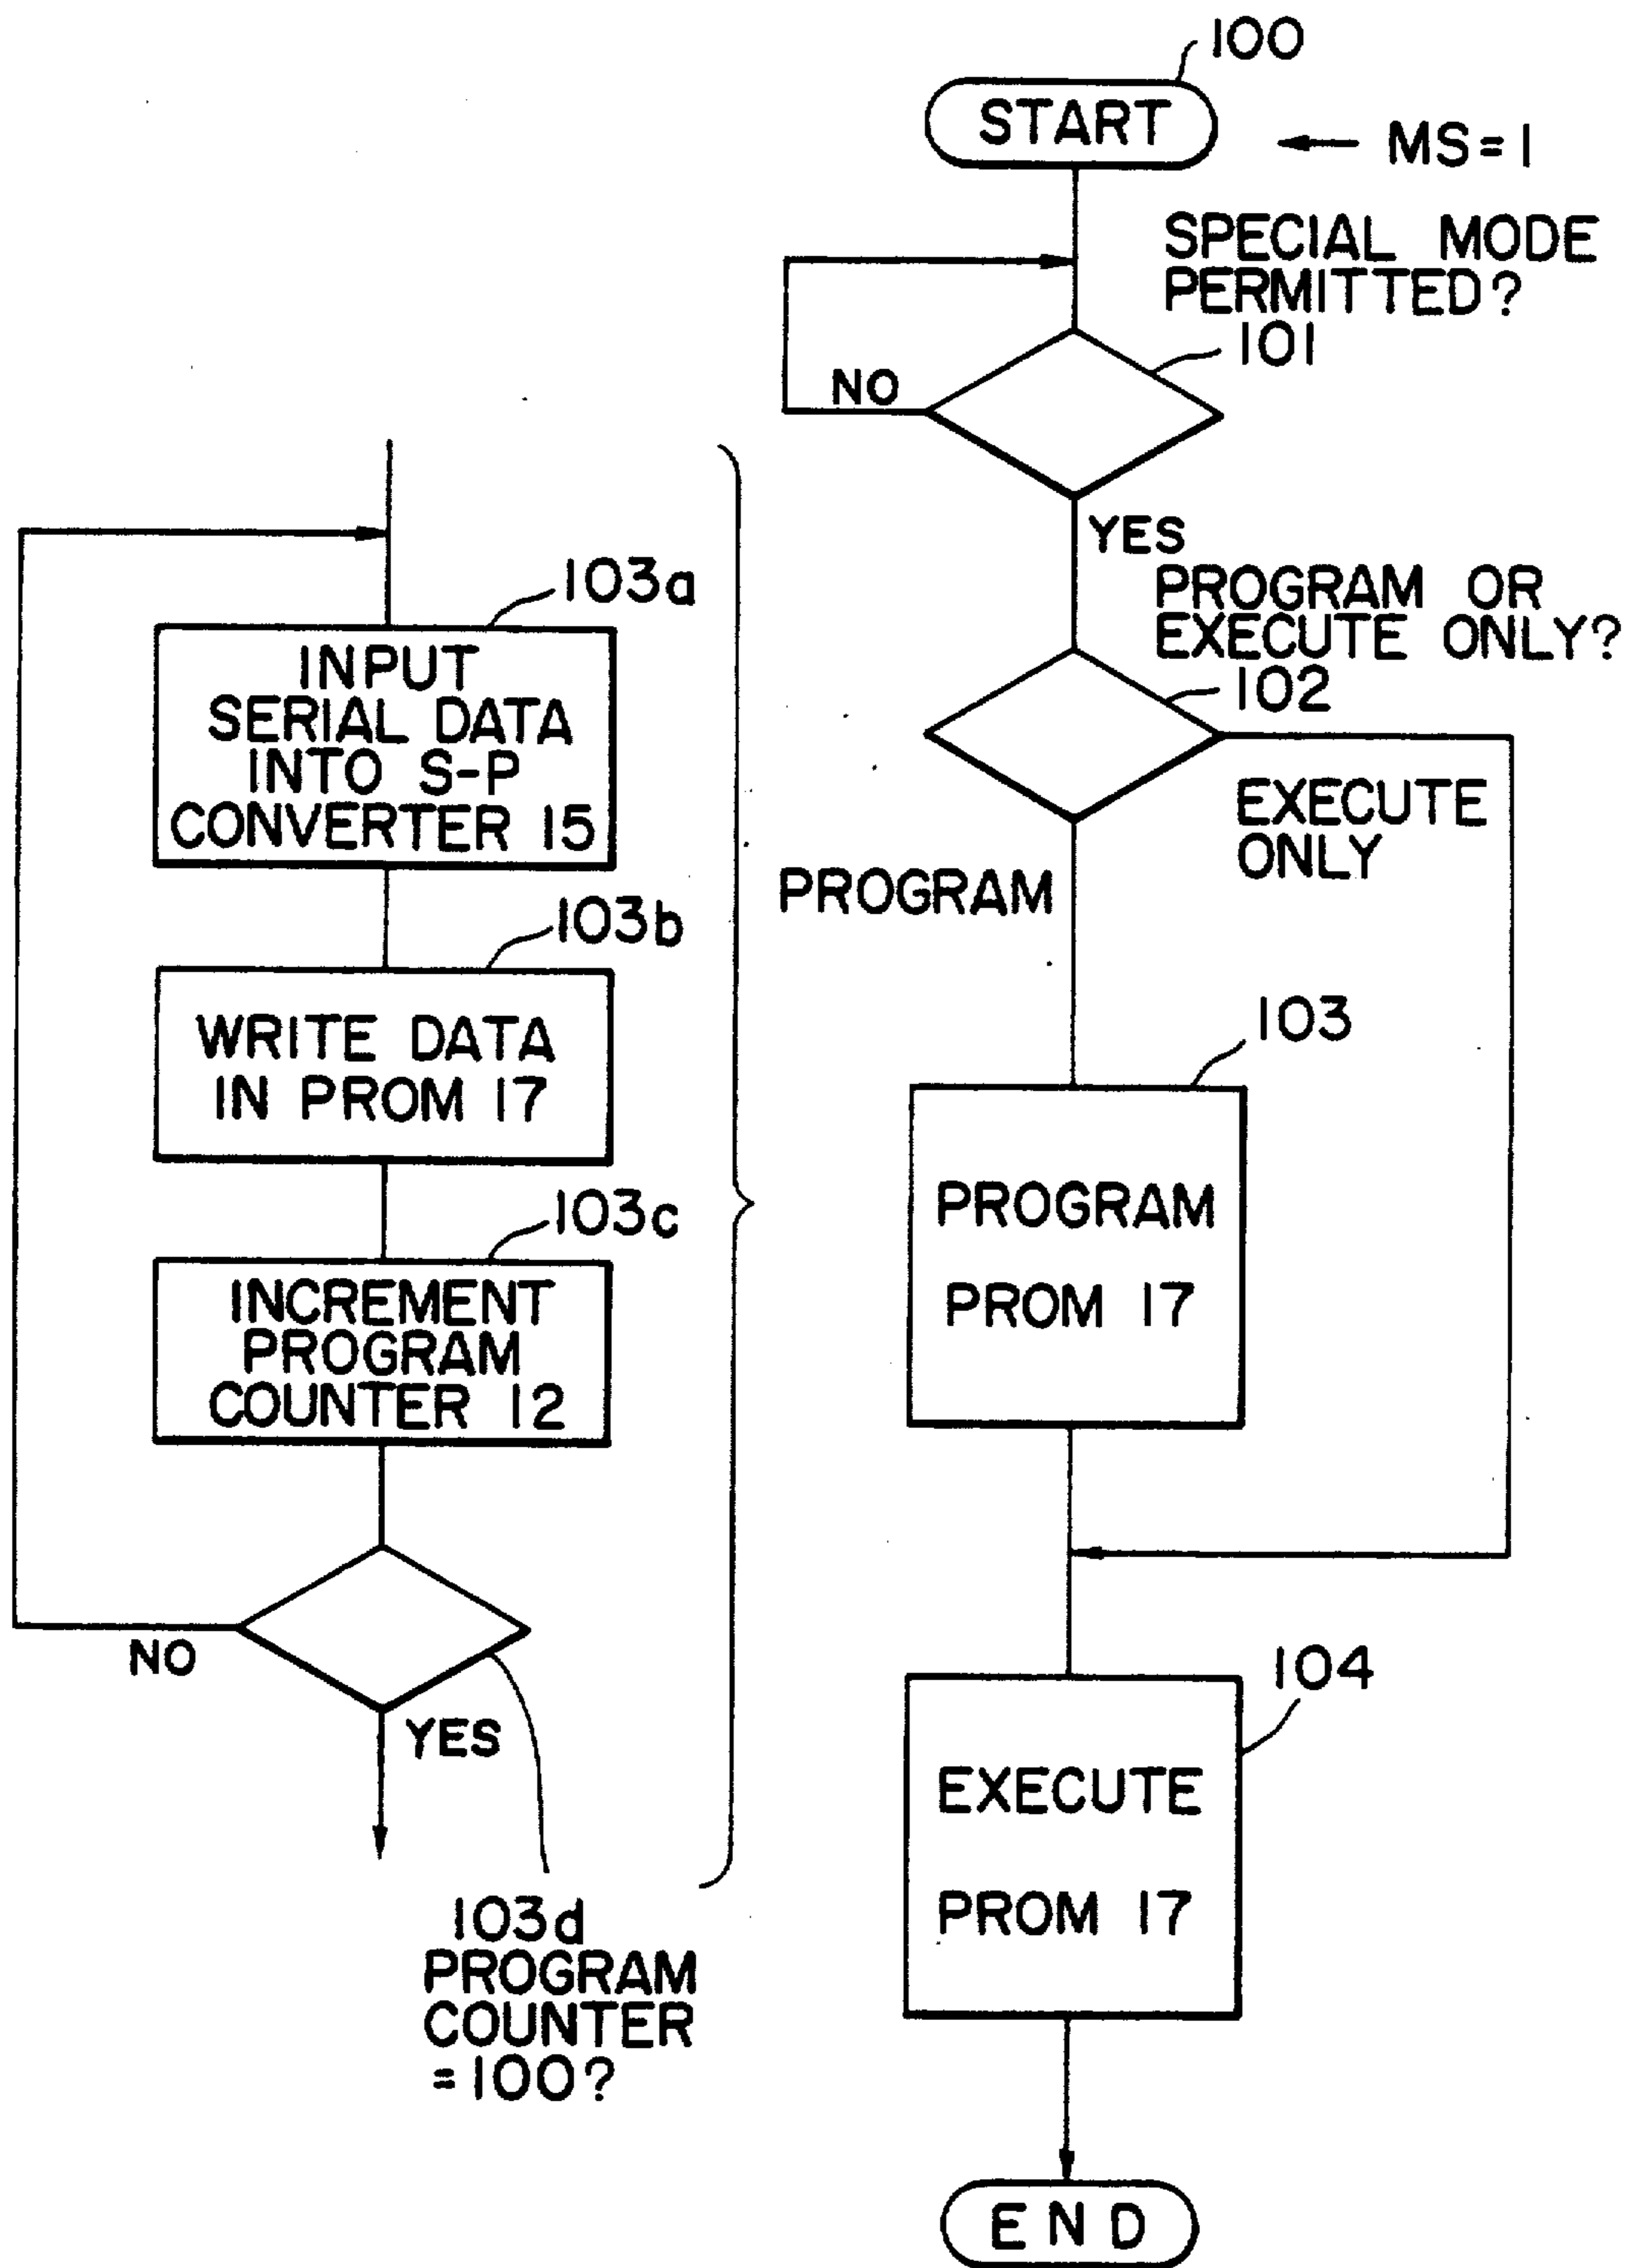 100
START
← MS=1
SPECIAL MODE
PERMITTED?
101
NO
YES
PROGRAM OR
EXECUTE ONLY?
102
EXECUTE
ONLY
PROGRAM
103
PROGRAM
PROM 17
104
EXECUTE
PROM 17
END
103a
INPUT
SERIAL DATA
INTO S-P
CONVERTER 15
103b
WRITE DATA
IN PROM 17
103c
INCREMENT
PROGRAM
COUNTER 12
NO
YES
103d
PROGRAM
COUNTER
=100?